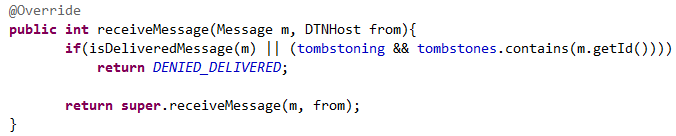 @Override
public int receiveMessage(Message m, DTNHost from){
if(isDeliveredMessage(m) || (tombstoning && tombstones.contains(m.getId())))
return DENIED_DELIVERED;
return super.receiveMessage(m, from);
}